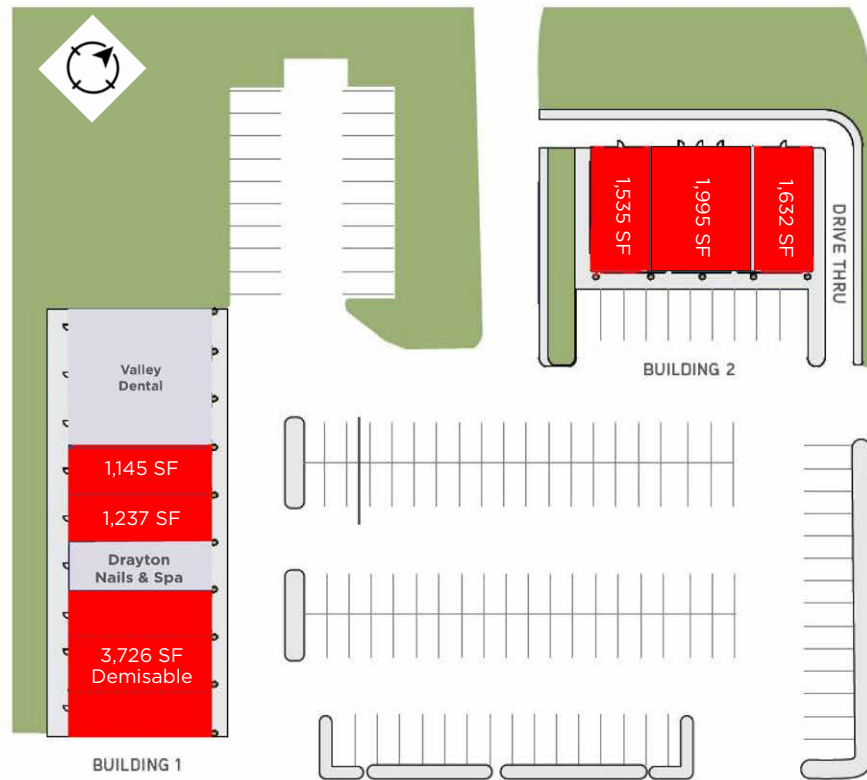 1,535 SF
1,995 SF
1,632 SF
DRIVE THRU
BUILDING 2
Valley
Dental
1,145 SF
1,237 SF
Drayton
Nails & Spa
3,726 SF
Demisable
BUILDING 1